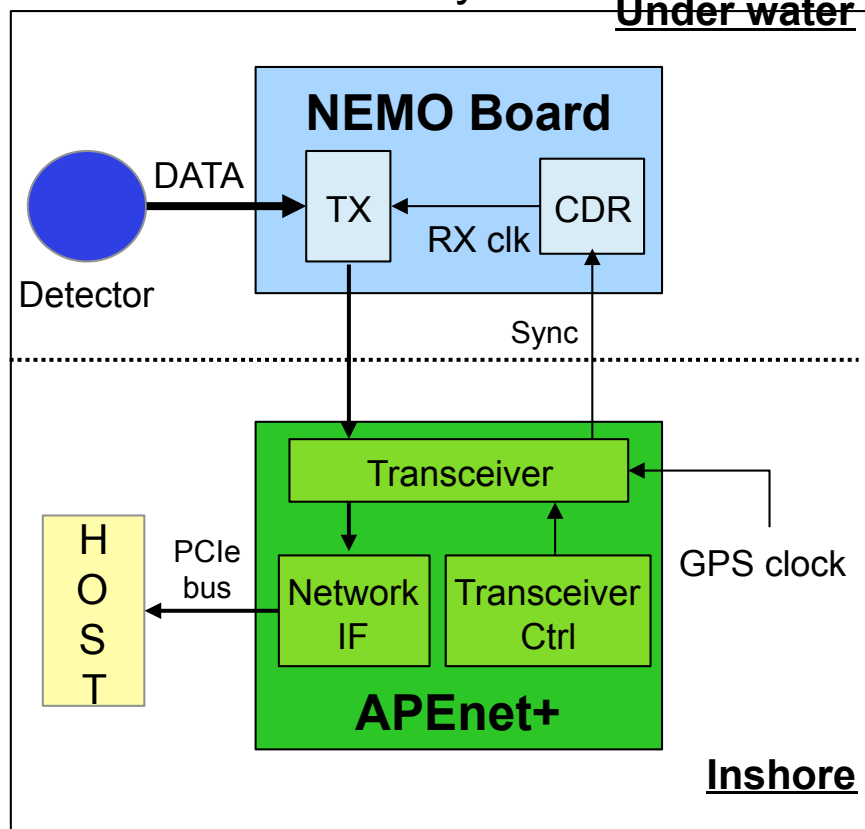 Under water
NEMO Board
DATA
TX
CDR
RX clk
Detector
Sync
Transceiver
H
O
S
T
PCIe
bus
GPS clock
Network
IF
Transceiver
Ctrl
APEnet+
Inshore